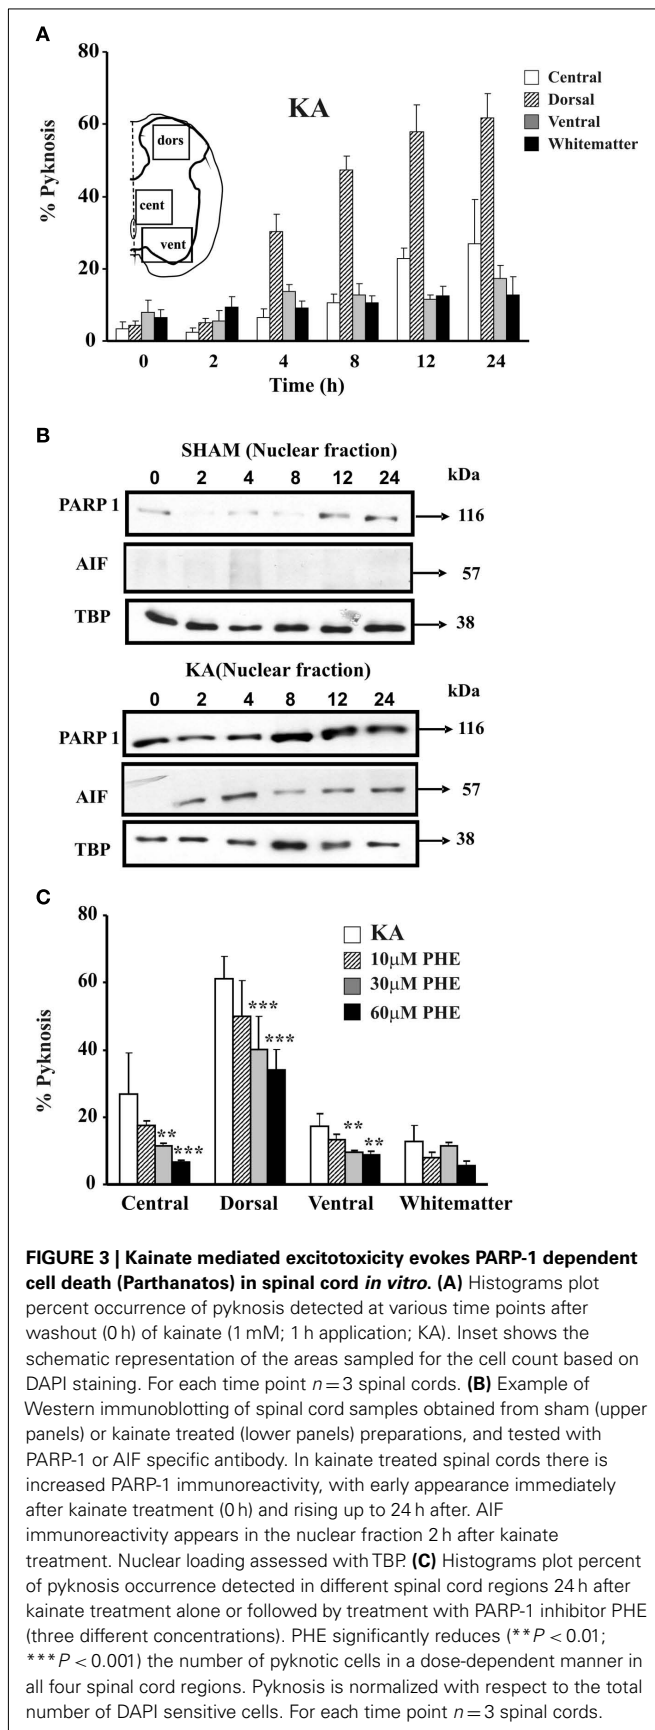 A
80
60
40
20
0
% Pyknosis
KA
Central
Dorsal
Ventral
Whitematter
dors
cent
vent
0 2 4 8 12 24
Time (h)
B
SHAM (Nuclear fraction)
0 2 4 8 12 24 kDa
PARP 1 116
AIF 57
TBP 38
KA(Nuclear fraction)
0 2 4 8 12 24 kDa
PARP 1 116
AIF 57
TBP 38
C
80
60
40
20
0
% Pyknosis
KA
10µM PHE
30µM PHE
60µM PHE
** ***
*** ***
** **
Central Dorsal Ventral Whitematter
FIGURE 3 | Kainate mediated excitotoxicity evokes PARP-1 dependent
cell death (Parthanatos) in spinal cord in vitro. (A) Histograms plot
percent occurrence of pyknosis detected at various time points after
washout (0 h) of kainate (1 mM; 1 h application; KA). Inset shows the
schematic representation of the areas sampled for the cell count based on
DAPI staining. For each time point n = 3 spinal cords. (B) Example of
Western immunoblotting of spinal cord samples obtained from sham (upper
panels) or kainate treated (lower panels) preparations, and tested with
PARP-1 or AIF specific antibody. In kainate treated spinal cords there is
increased PARP-1 immunoreactivity, with early appearance immediately
after kainate treatment (0 h) and rising up to 24 h after. AIF
immunoreactivity appears in the nuclear fraction 2 h after kainate
treatment. Nuclear loading assessed with TBP. (C) Histograms plot percent
of pyknosis occurrence detected in different spinal cord regions 24 h after
kainate treatment alone or followed by treatment with PARP-1 inhibitor PHE
(three different concentrations). PHE significantly reduces (**P < 0.01;
***P < 0.001) the number of pyknotic cells in a dose-dependent manner in
all four spinal cord regions. Pyknosis is normalized with respect to the total
number of DAPI sensitive cells. For each time point n = 3 spinal cords.